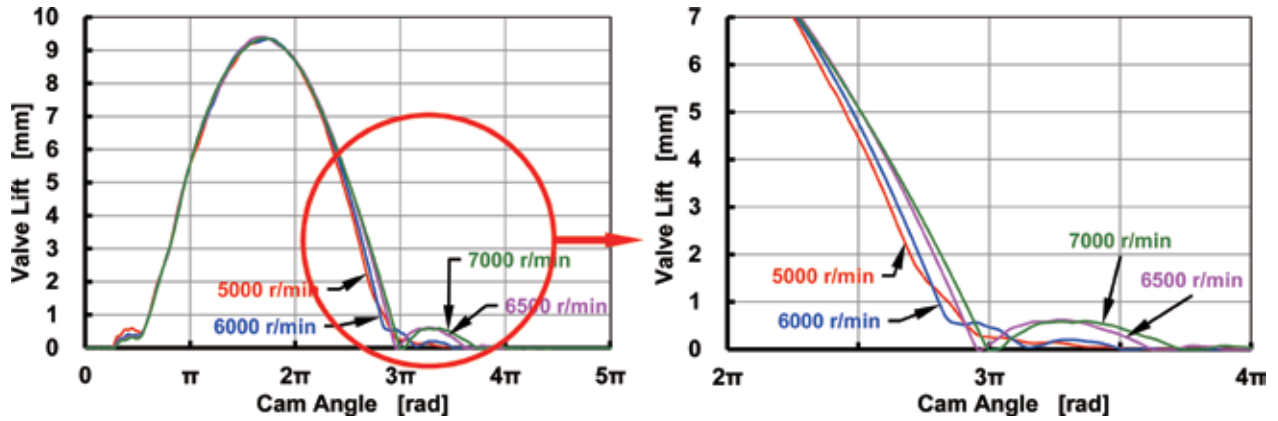 10
9
8
7
6
5
4
3
2
1
0
Valve Lift [mm]
5000 r/min
6000 r/min
7000 r/min
6500 r/min
0
π
2π
3π
4π
5π
Cam Angle [rad]
7
6
5
4
3
2
1
0
Valve Lift [mm]
7000 r/min
5000 r/min
6500 r/min
6000 r/min
2π
3π
4π
Cam Angle [rad]